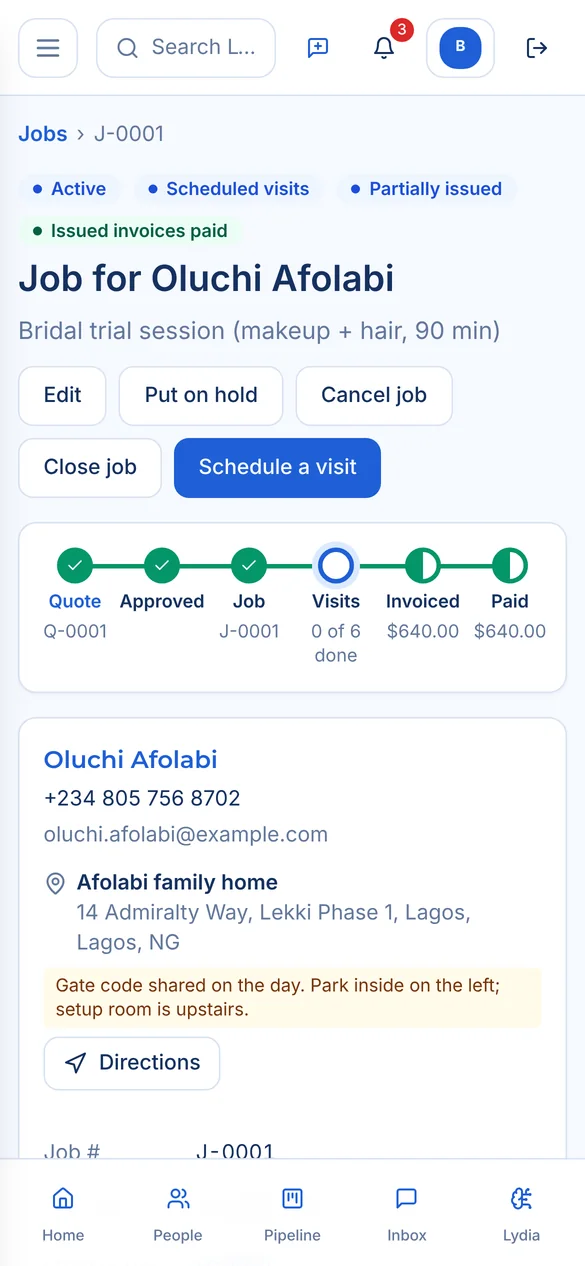 Search L...
3
B
Jobs › J-0001
Active
Scheduled visits
Partially issued
Issued invoices paid
Job for Oluchi Afolabi
Bridal trial session (makeup + hair, 90 min)
Edit
Put on hold
Cancel job
Close job
Schedule a visit
Quote
Approved
Job
Visits
Invoiced
Paid
Q-0001
J-0001
0 of 6
done
$640.00
$640.00
Oluchi Afolabi
+234 805 756 8702
oluchi.afolabi@example.com
Afolabi family home
14 Admiralty Way, Lekki Phase 1, Lagos,
Lagos, NG
Gate code shared on the day. Park inside on the left;
setup room is upstairs.
Directions
Job # J-0001
Home
People
Pipeline
Inbox
Lydia